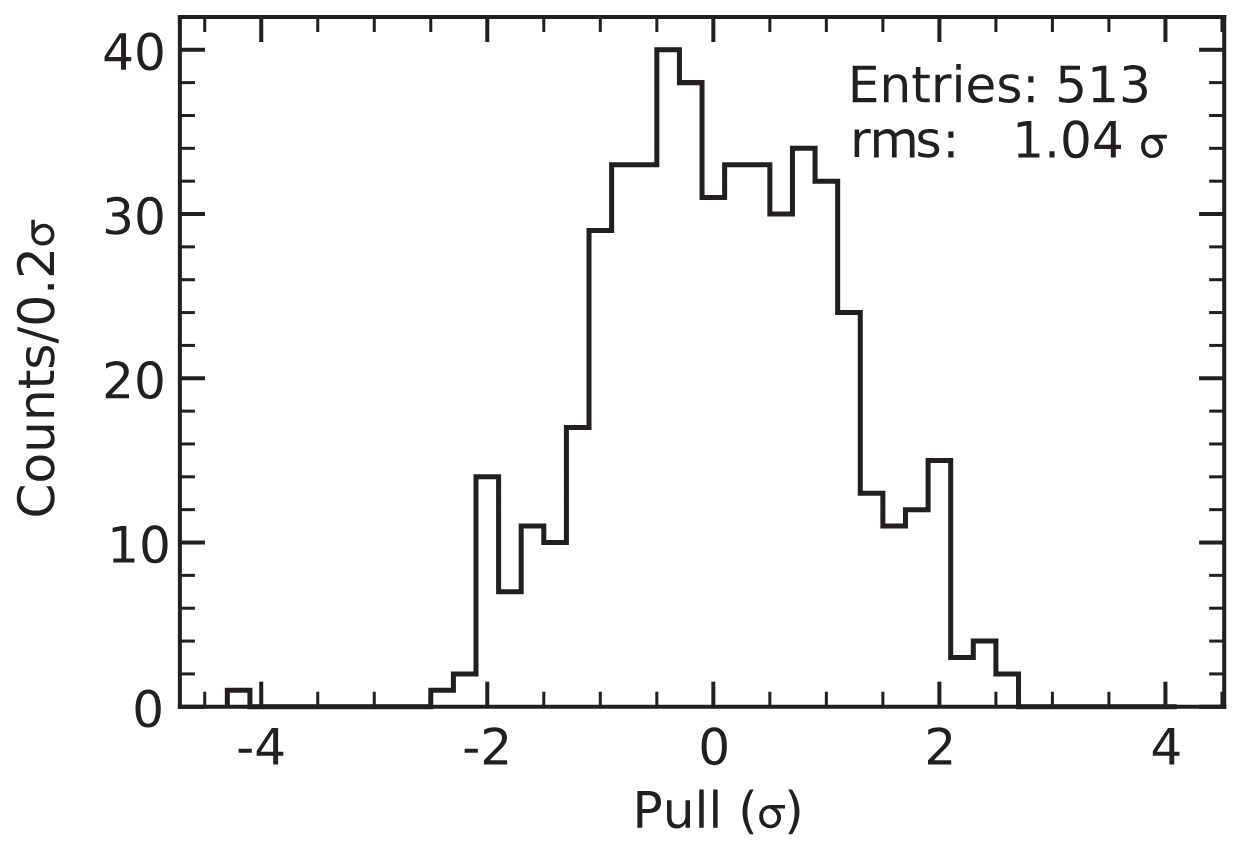 Entries: 513
rms: 1.04 σ
Counts/0.2σ
40
30
20
10
0
-4 -2 0 2 4
Pull (σ)